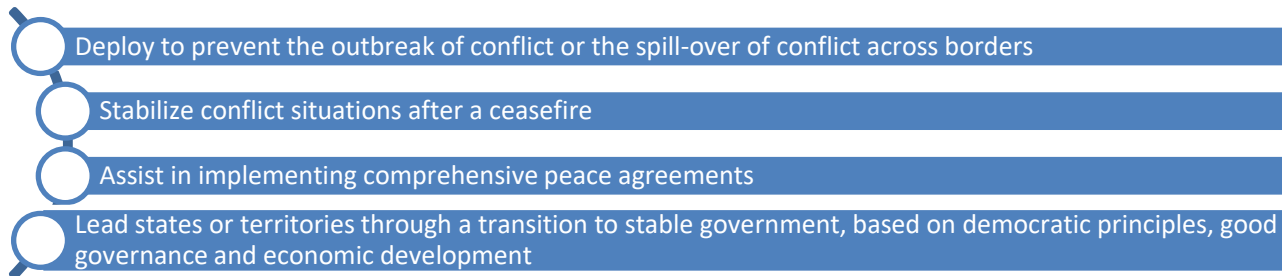 Deploy to prevent the outbreak of conflict or the spill-over of conflict across borders
Stabilize conflict situations after a ceasefire
Assist in implementing comprehensive peace agreements
Lead states or territories through a transition to stable government, based on democratic principles, good
governance and economic development